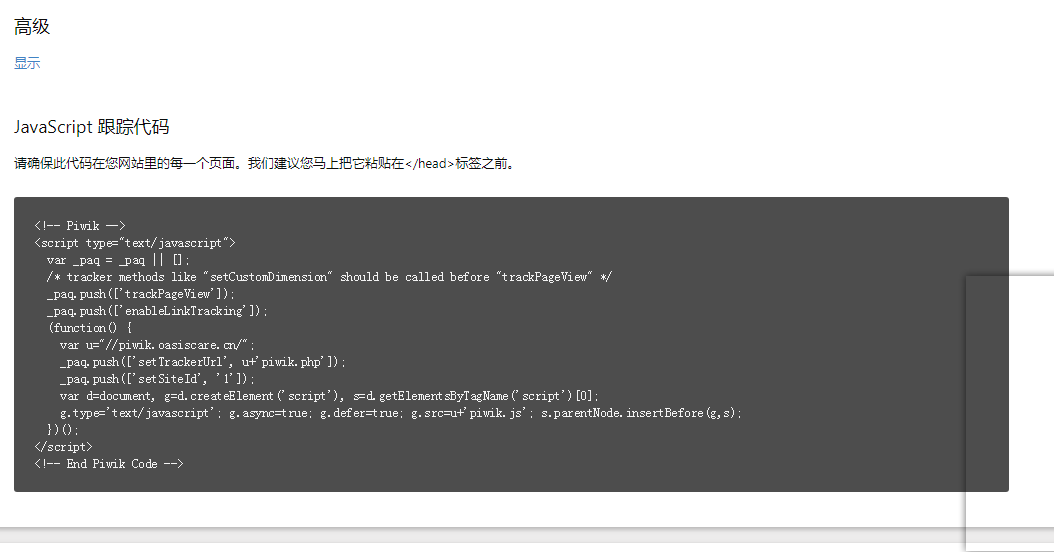 高级
显示
JavaScript 跟踪代码
请确保此代码在您网站里的每一个页面。我们建议您马上把它粘贴在</head>标签之前。
<!-- Piwik -->
<script type="text/javascript">
  var _paq = _paq || [];
  /* tracker methods like "setCustomDimension" should be called before "trackPageView" */
  _paq.push(['trackPageView']);
  _paq.push(['enableLinkTracking']);
  (function() {
    var u="//piwik.oasiscare.cn/";
    _paq.push(['setTrackerUrl', u+'piwik.php']);
    _paq.push(['setSiteId', '1']);
    var d=document, g=d.createElement('script'), s=d.getElementsByTagName('script')[0];
    g.type='text/javascript'; g.async=true; g.defer=true; g.src=u+'piwik.js'; s.parentNode.insertBefore(g,s);
  })();
</script>
<!-- End Piwik Code -->